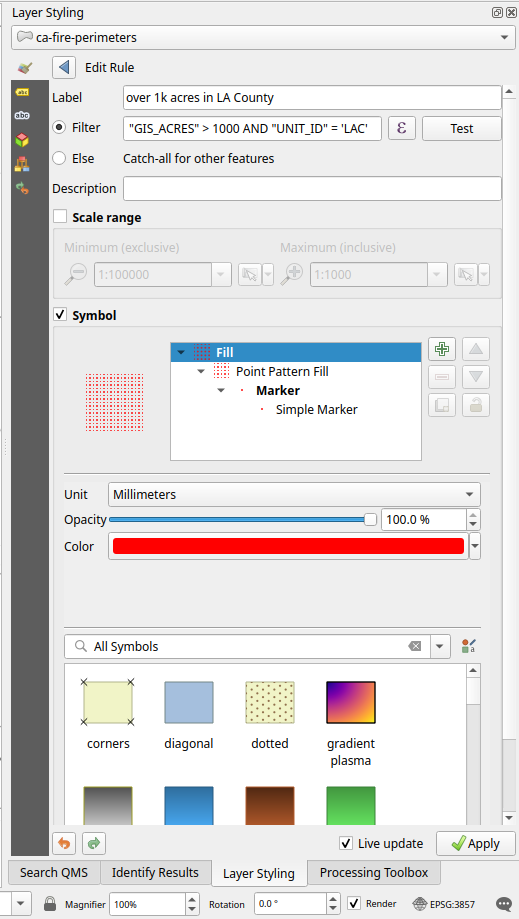 Layer Styling
ca-fire-perimeters
Edit Rule
abc
abc
Label
over 1k acres in LA County
Filter
"GIS_ACRES" > 1000 AND "UNIT_ID" = 'LAC'
ε
Test
Else
Catch-all for other features
Description
Scale range
Minimum (exclusive)
Maximum (inclusive)
1:100000
1:1000
Symbol
Fill
Point Pattern Fill
Marker
Simple Marker
Unit
Millimeters
Opacity
100.0 %
Color
All Symbols
a
corners
diagonal
dotted
gradient
plasma
Live update
Apply
Search QMS
Identify Results
Layer Styling
Processing Toolbox
Magnifier
100%
Rotation
0.0 °
Render
EPSG:3857